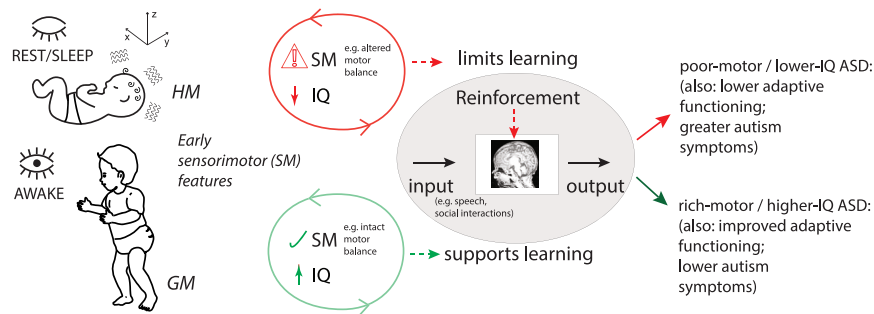 z
x
y
REST/SLEEP
HM
Early
sensorimotor (SM)
features
AWAKE
GM
SM
e.g. altered
motor
balance
IQ
limits learning
Reinforcement
input
(e.g. speech,
social interactions)
output
SM
e.g. intact
motor
balance
IQ
supports learning
poor-motor / lower-IQ ASD:
(also: lower adaptive
functioning;
greater autism
symptoms)
rich-motor / higher-IQ ASD:
(also: improved adaptive
functioning;
lower autism
symptoms)